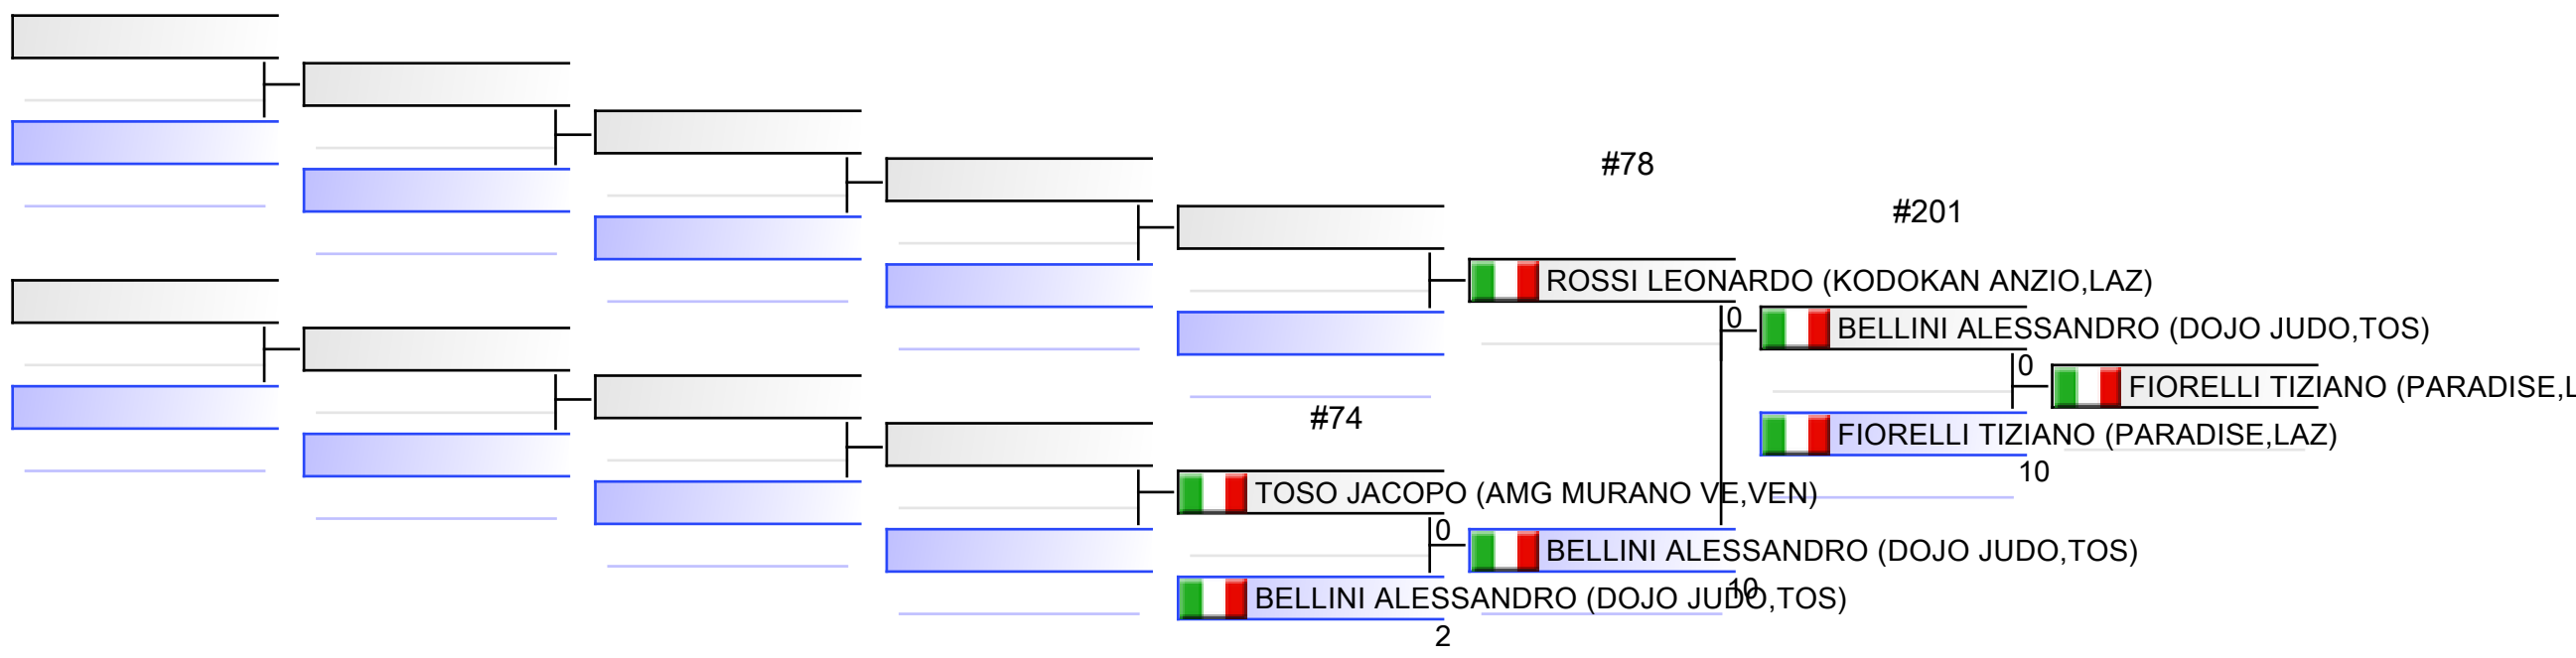 #78
#201
ROSSI LEONARDO (KODOKAN ANZIO,LAZ)
0
BELLINI ALESSANDRO (DOJO JUDO,TOS)
0
FIORELLI TIZIANO (PARADISE,L
#74
FIORELLI TIZIANO (PARADISE,LAZ)
10
TOSO JACOPO (AMG MURANO VE,VEN)
0
BELLINI ALESSANDRO (DOJO JUDO,TOS)
10
BELLINI ALESSANDRO (DOJO JUDO,TOS)
2